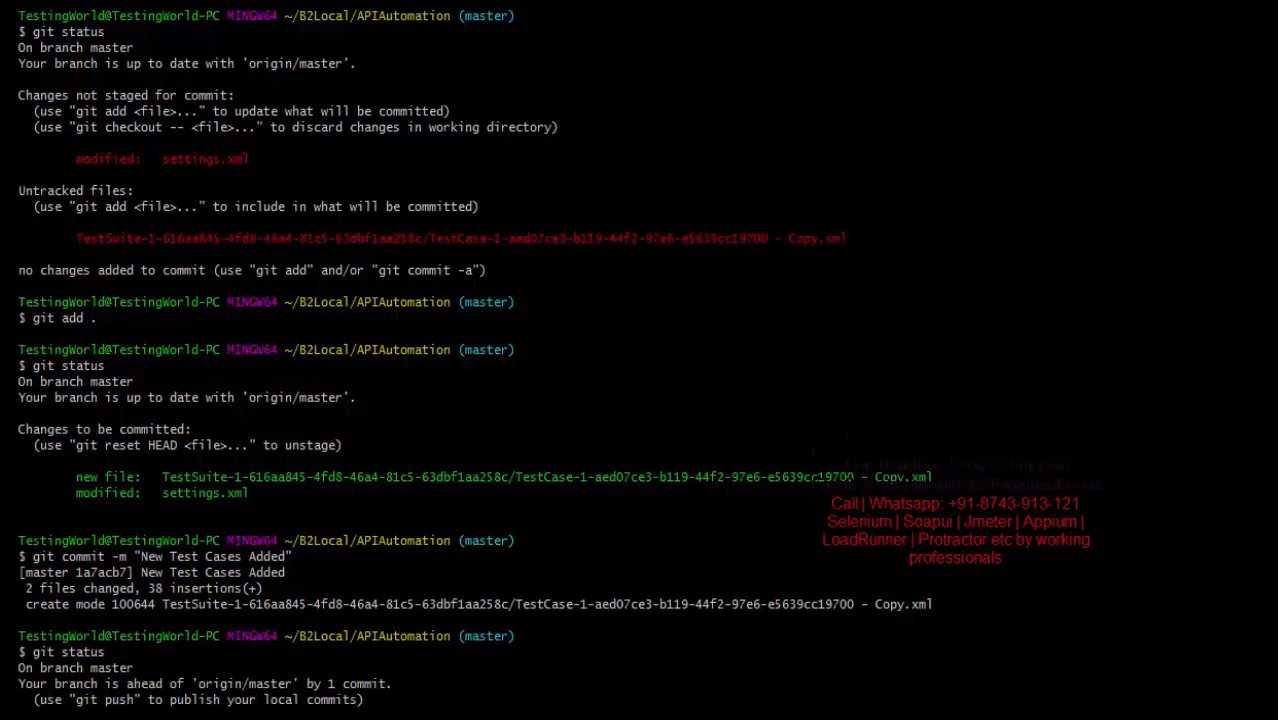 TestingWorld@TestingWorld-PC MINGW64 ~/B2Local/APIAutomation (master)
$ git status
On branch master
Your branch is up to date with 'origin/master'.
Changes not staged for commit:
(use "git add <file>..." to update what will be committed)
(use "git checkout -- <file>..." to discard changes in working directory)
modified: settings.xml
Untracked files:
(use "git add <file>..." to include in what will be committed)
TestSuite-1-616aa845-4fd8-46a4-81c5-63dbf1aa258c/TestCase-1-aed07ce3-b119-44f2-97e6-e5639cc19700 - Copy.xml
no changes added to commit (use "git add" and/or "git commit -a")
TestingWorld@TestingWorld-PC MINGW64 ~/B2Local/APIAutomation (master)
$ git add .
TestingWorld@TestingWorld-PC MINGW64 ~/B2Local/APIAutomation (master)
$ git status
On branch master
Your branch is up to date with 'origin/master'.
Changes to be committed:
(use "git reset HEAD <file>..." to unstage)
new file: TestSuite-1-616aa845-4fd8-46a4-81c5-63dbf1aa258c/TestCase-1-aed07ce3-b119-44f2-97e6-e5639cc19700 - Copy.xml
modified: settings.xml
Call | Whatsapp: +91-8743-913-121
Selenium | Soapui | Jmeter | Appium |
LoadRunner | Protractor etc by working
professionals
TestingWorld@TestingWorld-PC MINGW64 ~/B2Local/APIAutomation (master)
$ git commit -m "New Test Cases Added"
[master 1a7acb7] New Test Cases Added
2 files changed, 38 insertions(+)
create mode 100644 TestSuite-1-616aa845-4fd8-46a4-81c5-63dbf1aa258c/TestCase-1-aed07ce3-b119-44f2-97e6-e5639cc19700 - Copy.xml
TestingWorld@TestingWorld-PC MINGW64 ~/B2Local/APIAutomation (master)
$ git status
On branch master
Your branch is ahead of 'origin/master' by 1 commit.
(use "git push" to publish your local commits)